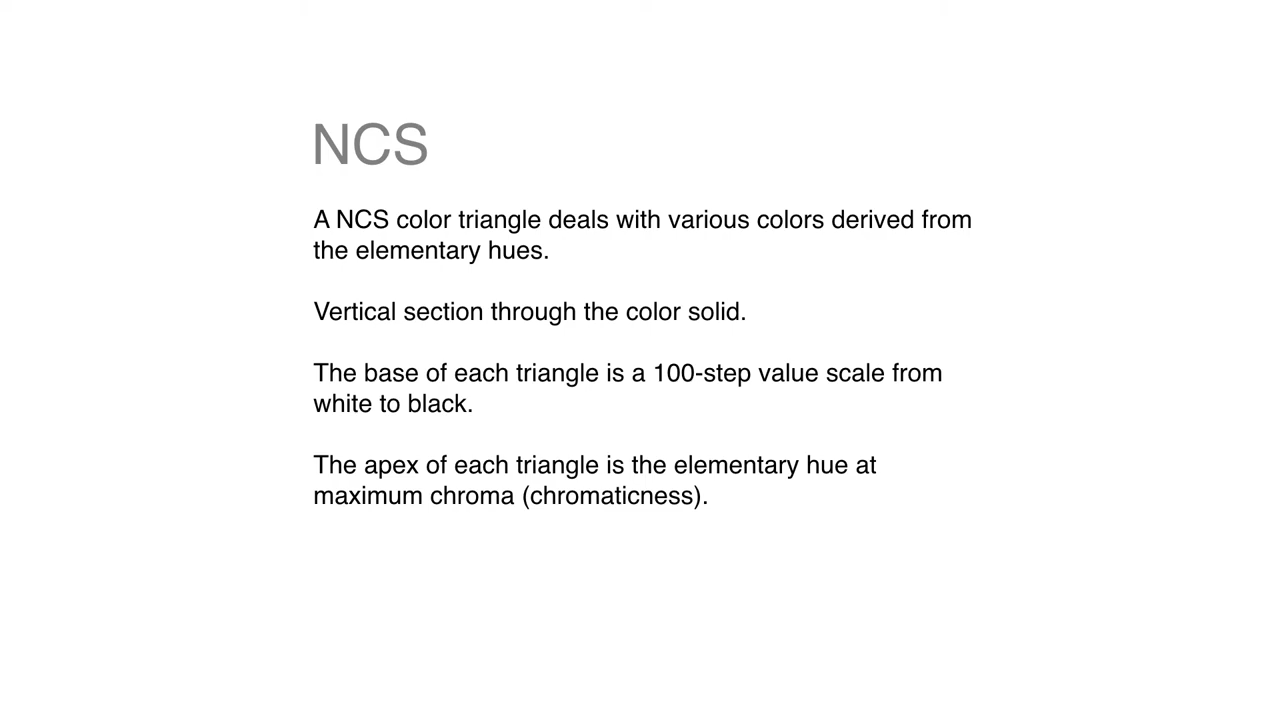 NCS
A NCS color triangle deals with various colors derived from
the elementary hues.
Vertical section through the color solid.
The base of each triangle is a 100-step value scale from
white to black.
The apex of each triangle is the elementary hue at
maximum chroma (chromaticness).